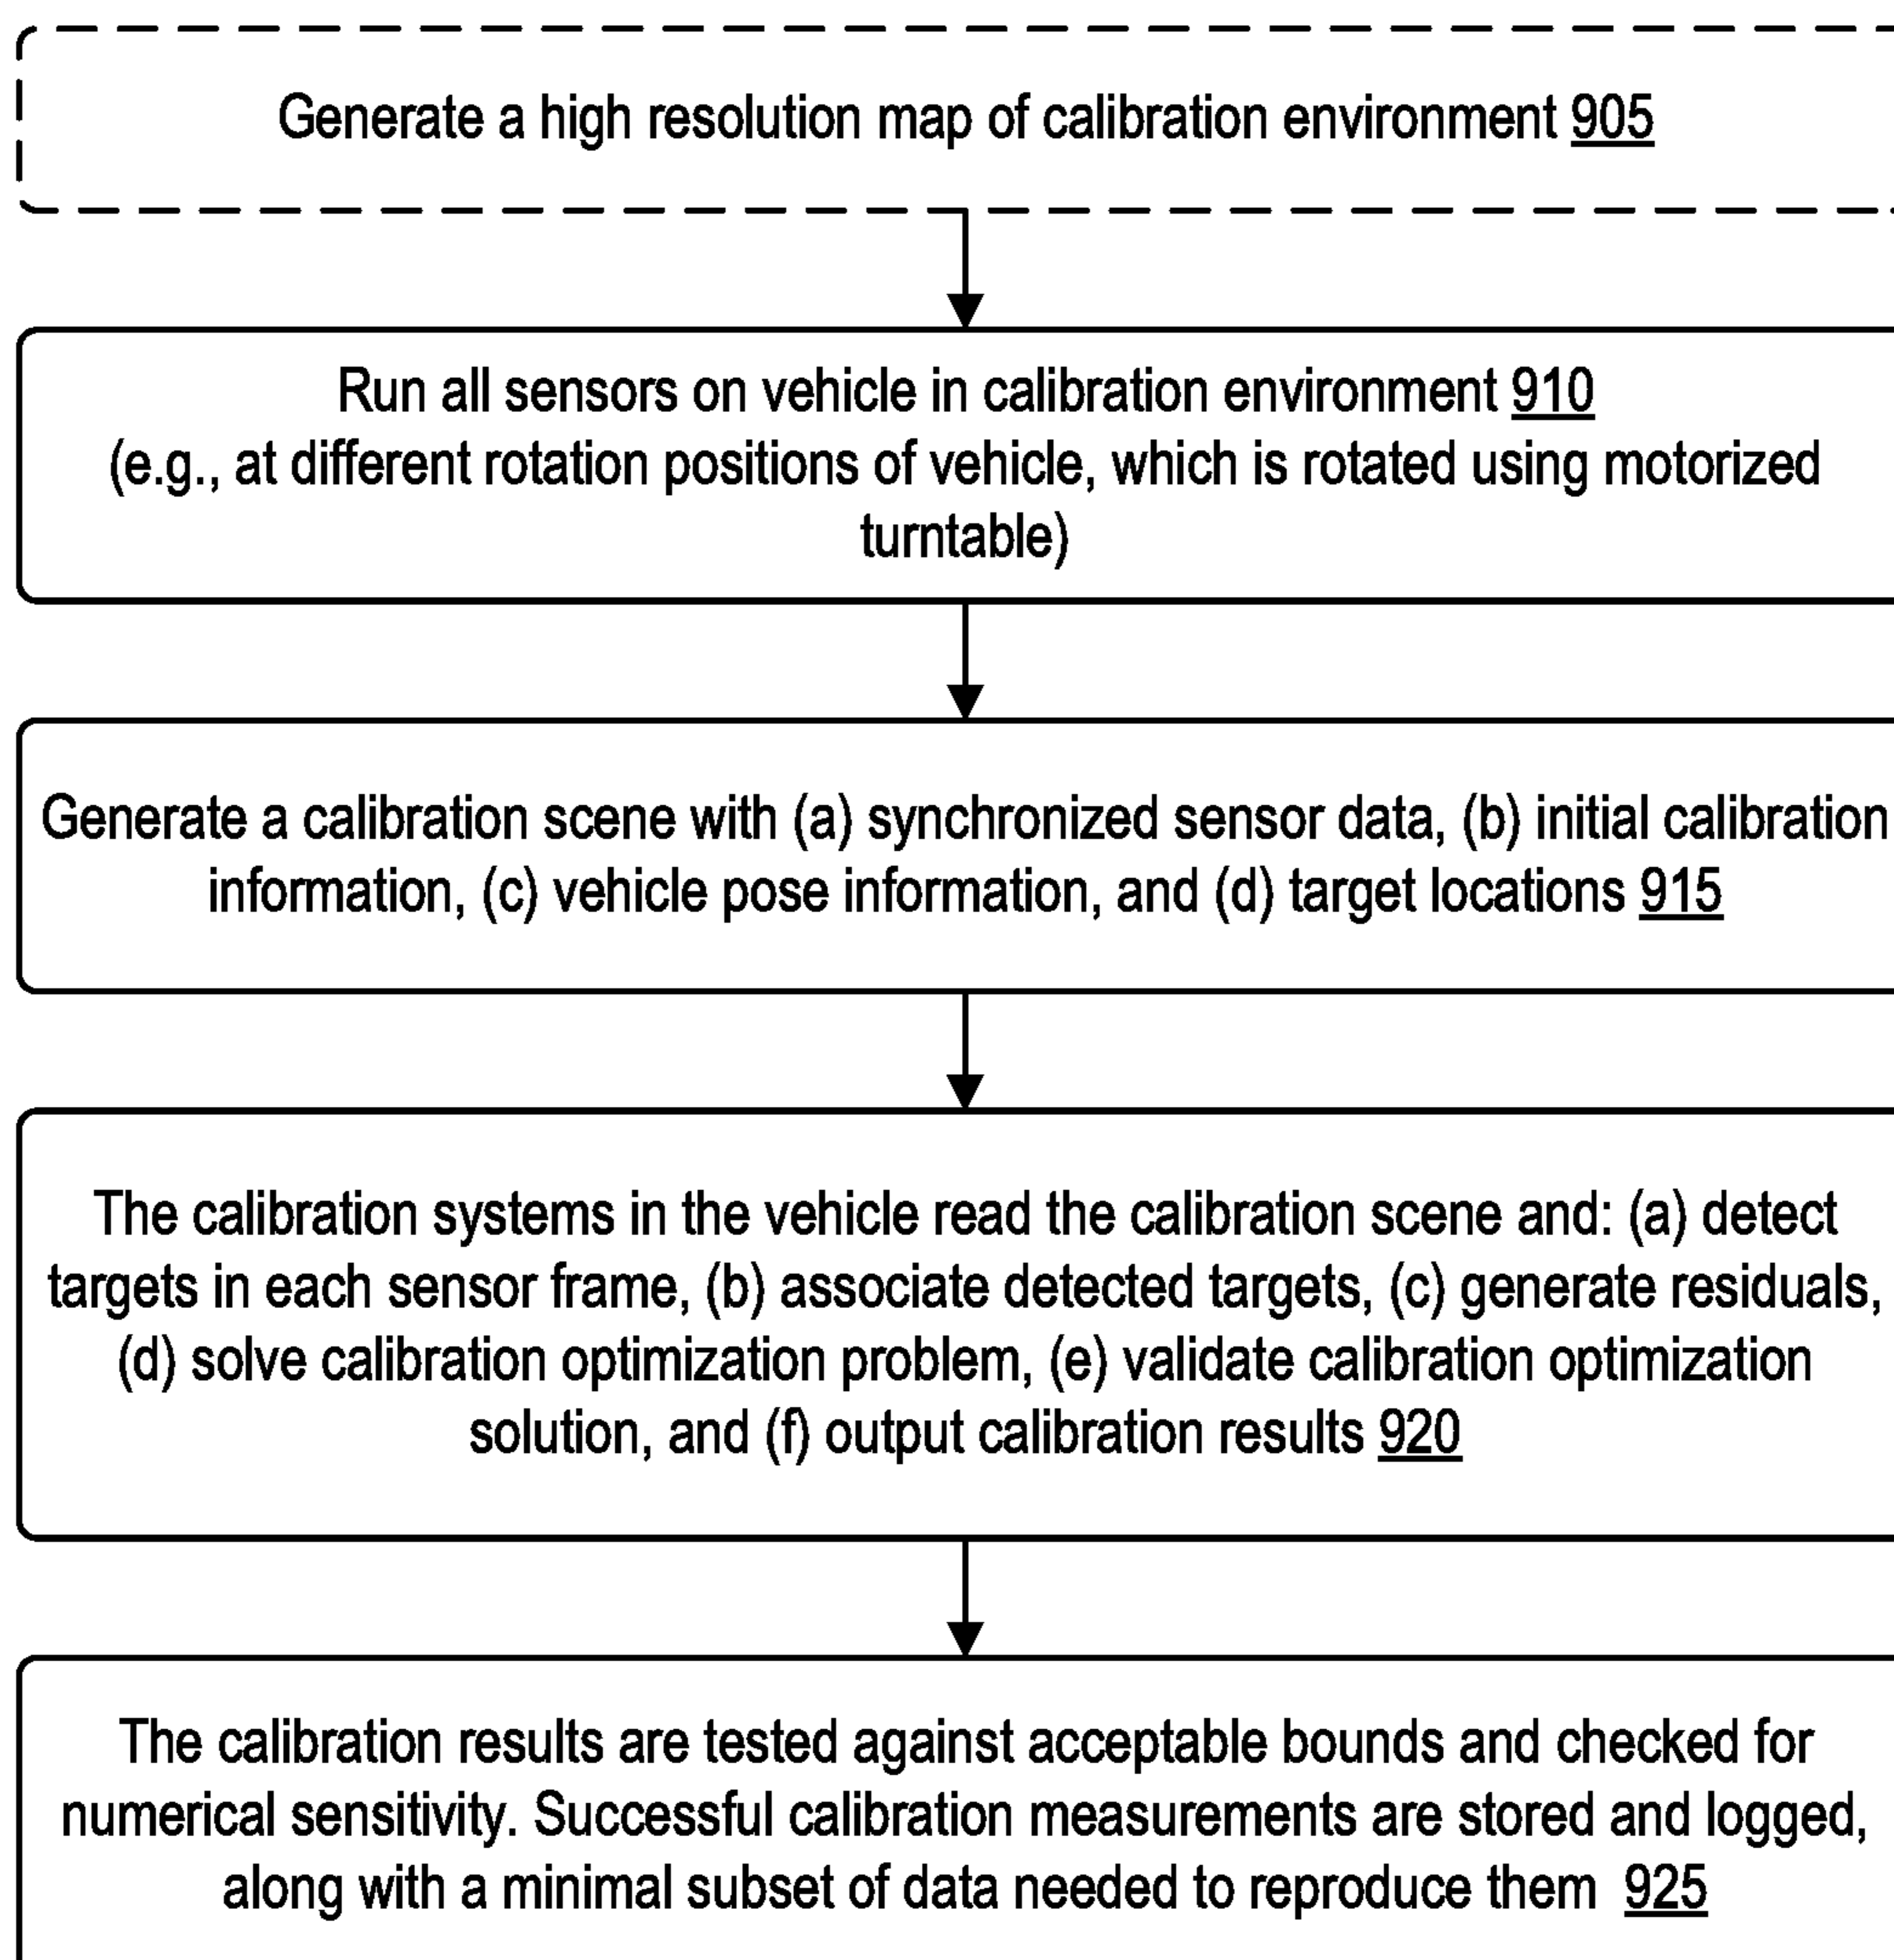 Generate a high resolution map of calibration environment 905
Run all sensors on vehicle in calibration environment 910
(e.g., at different rotation positions of vehicle, which is rotated using motorized
turntable)
Generate a calibration scene with (a) synchronized sensor data, (b) initial calibration
information, (c) vehicle pose information, and (d) target locations 915
The calibration systems in the vehicle read the calibration scene and: (a) detect
targets in each sensor frame, (b) associate detected targets, (c) generate residuals,
(d) solve calibration optimization problem, (e) validate calibration optimization
solution, and (f) output calibration results 920
The calibration results are tested against acceptable bounds and checked for
numerical sensitivity. Successful calibration measurements are stored and logged,
along with a minimal subset of data needed to reproduce them 925